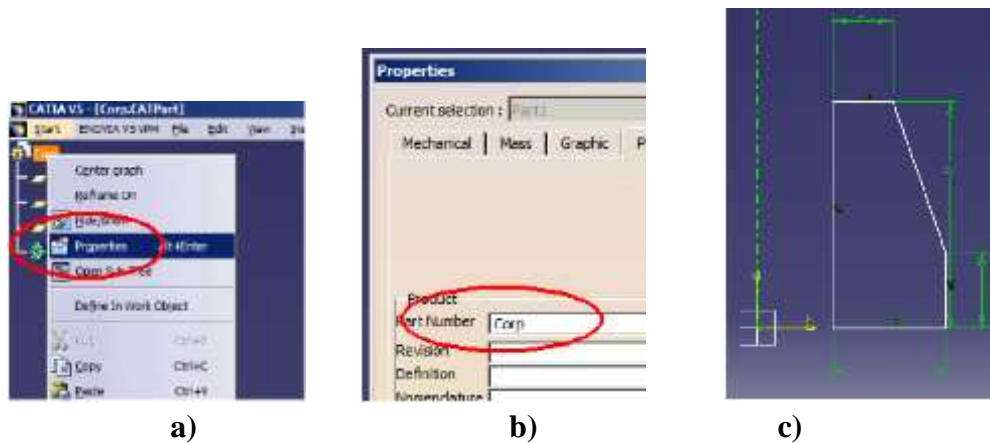 CATIA V5 - [Corp.CATPart]
Start ENOVIA V5 VPM File Edit View
Center graph
Reframe On
Hide/Show
Properties Alt+Enter
Open Sub-Tree
Define In Work Object
Cut Ctrl+X
Copy Ctrl+C
Paste Ctrl+V
a)
Properties
Current selection : Part1
Mechanical Mass Graphic P
Product
Part Number Corp
Revision
Definition
Nomenclature
b)
c)